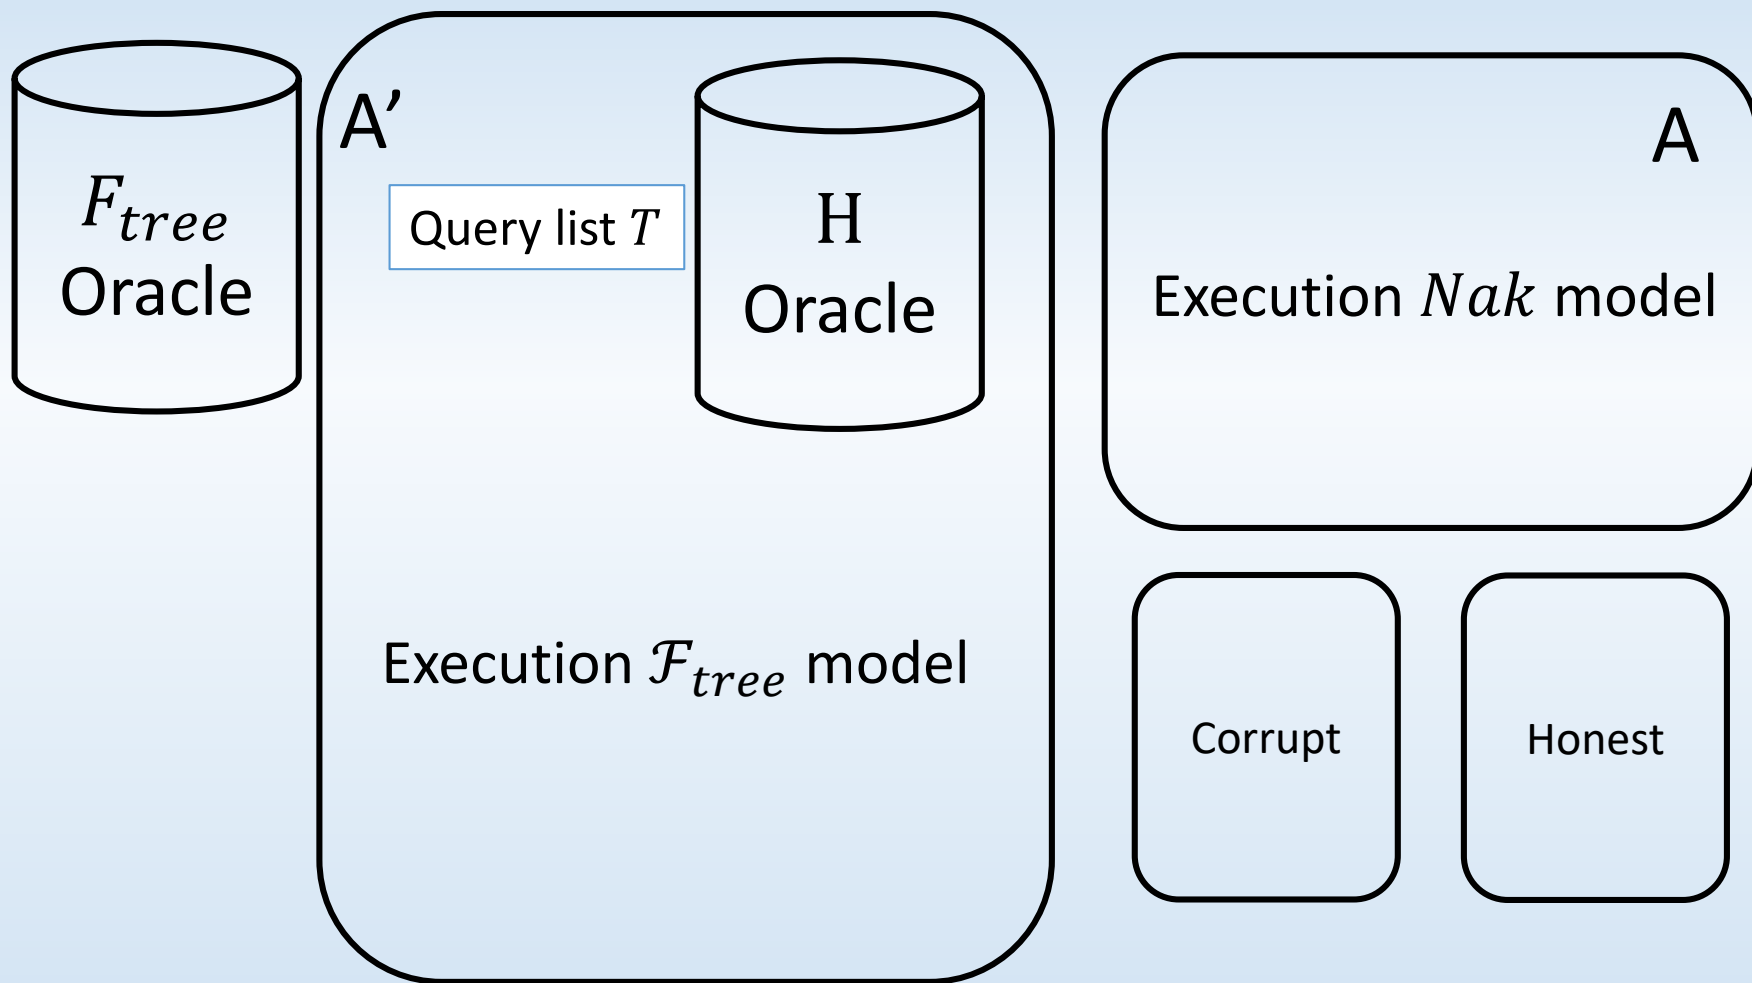 F_tree
Oracle
A’
Query list T
H
Oracle
Execution ℱ_tree model
A
Execution Nak model
Corrupt
Honest